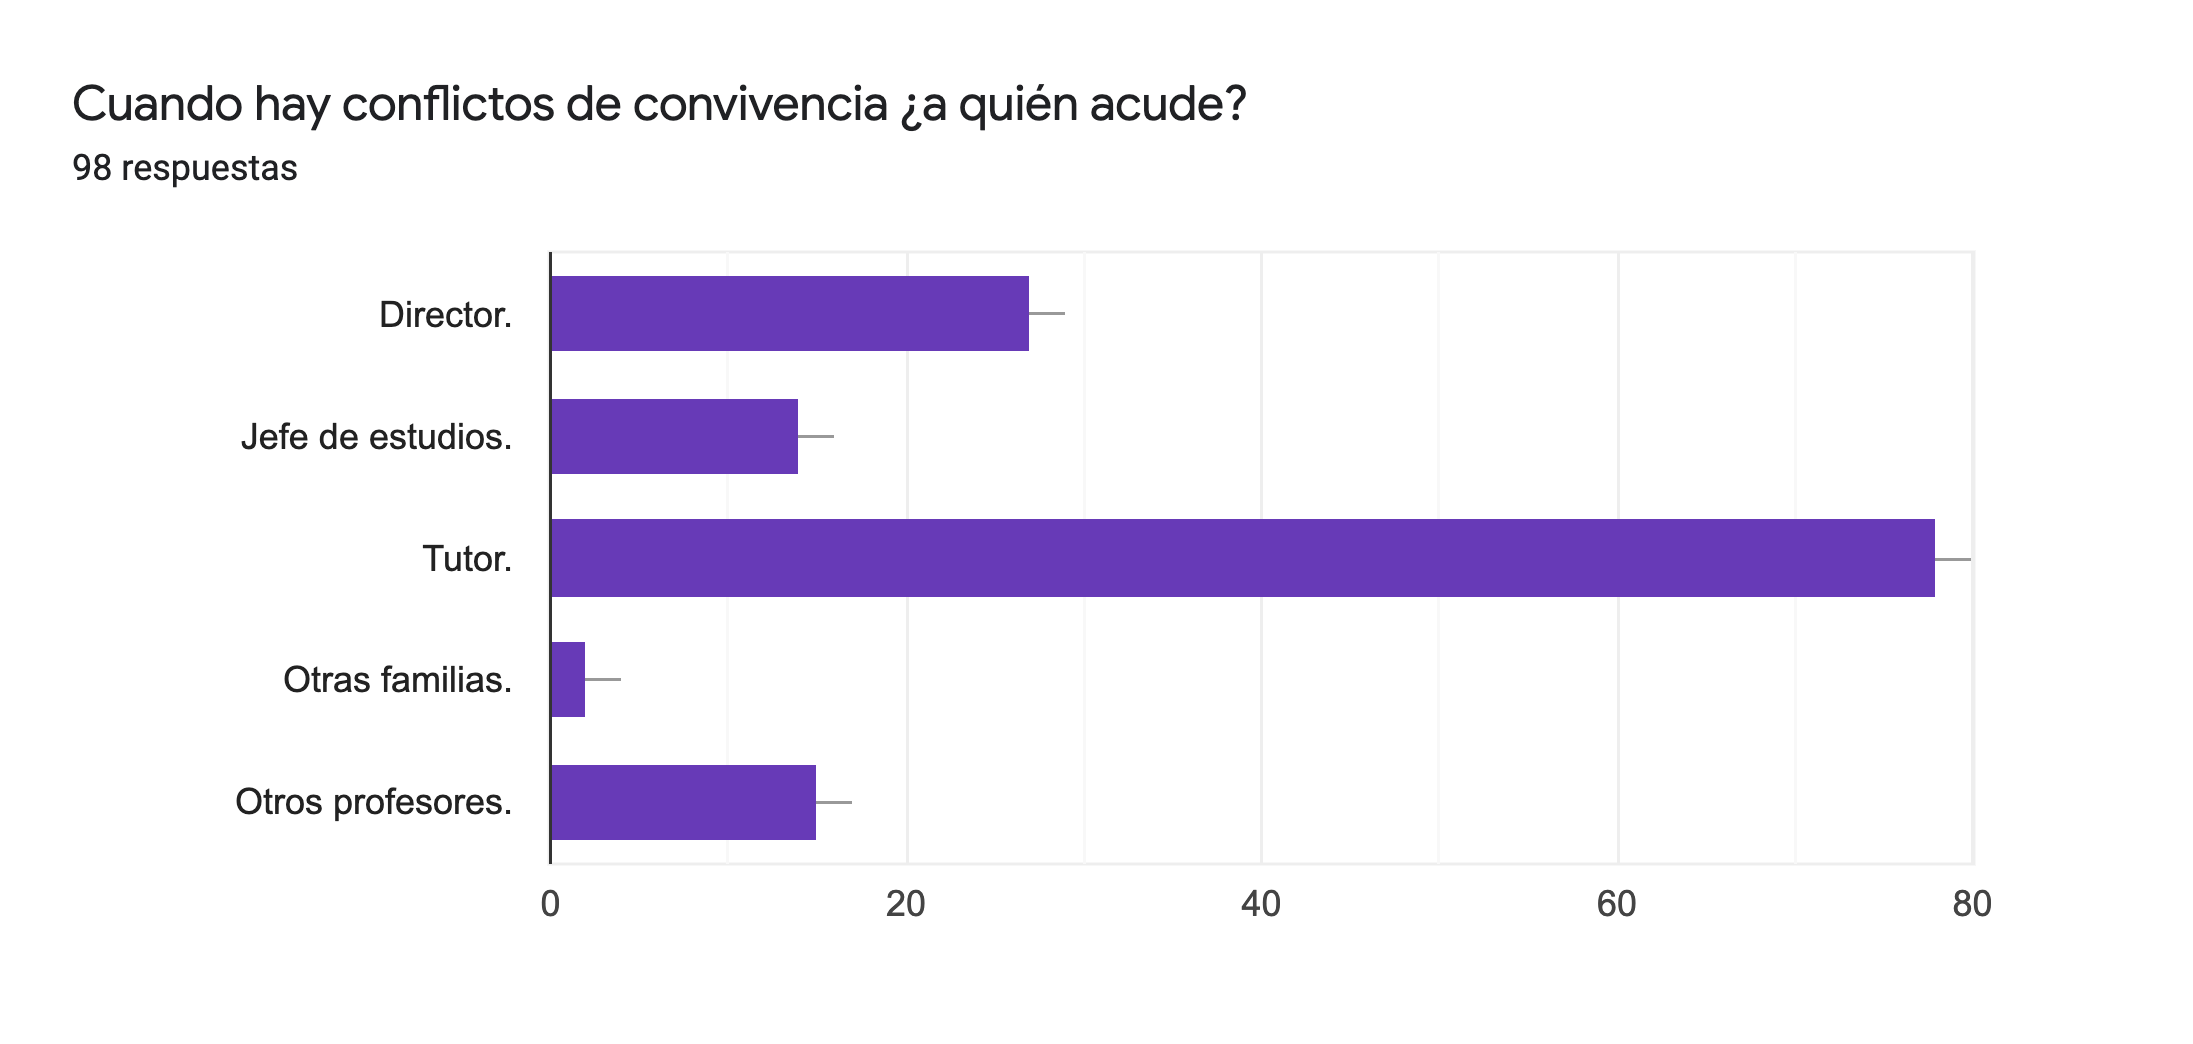 Cuando hay conflictos de convivencia ¿a quién acude?
98 respuestas
Director.
Jefe de estudios.
Tutor.
Otras familias.
Otros profesores.
0 20 40 60 80